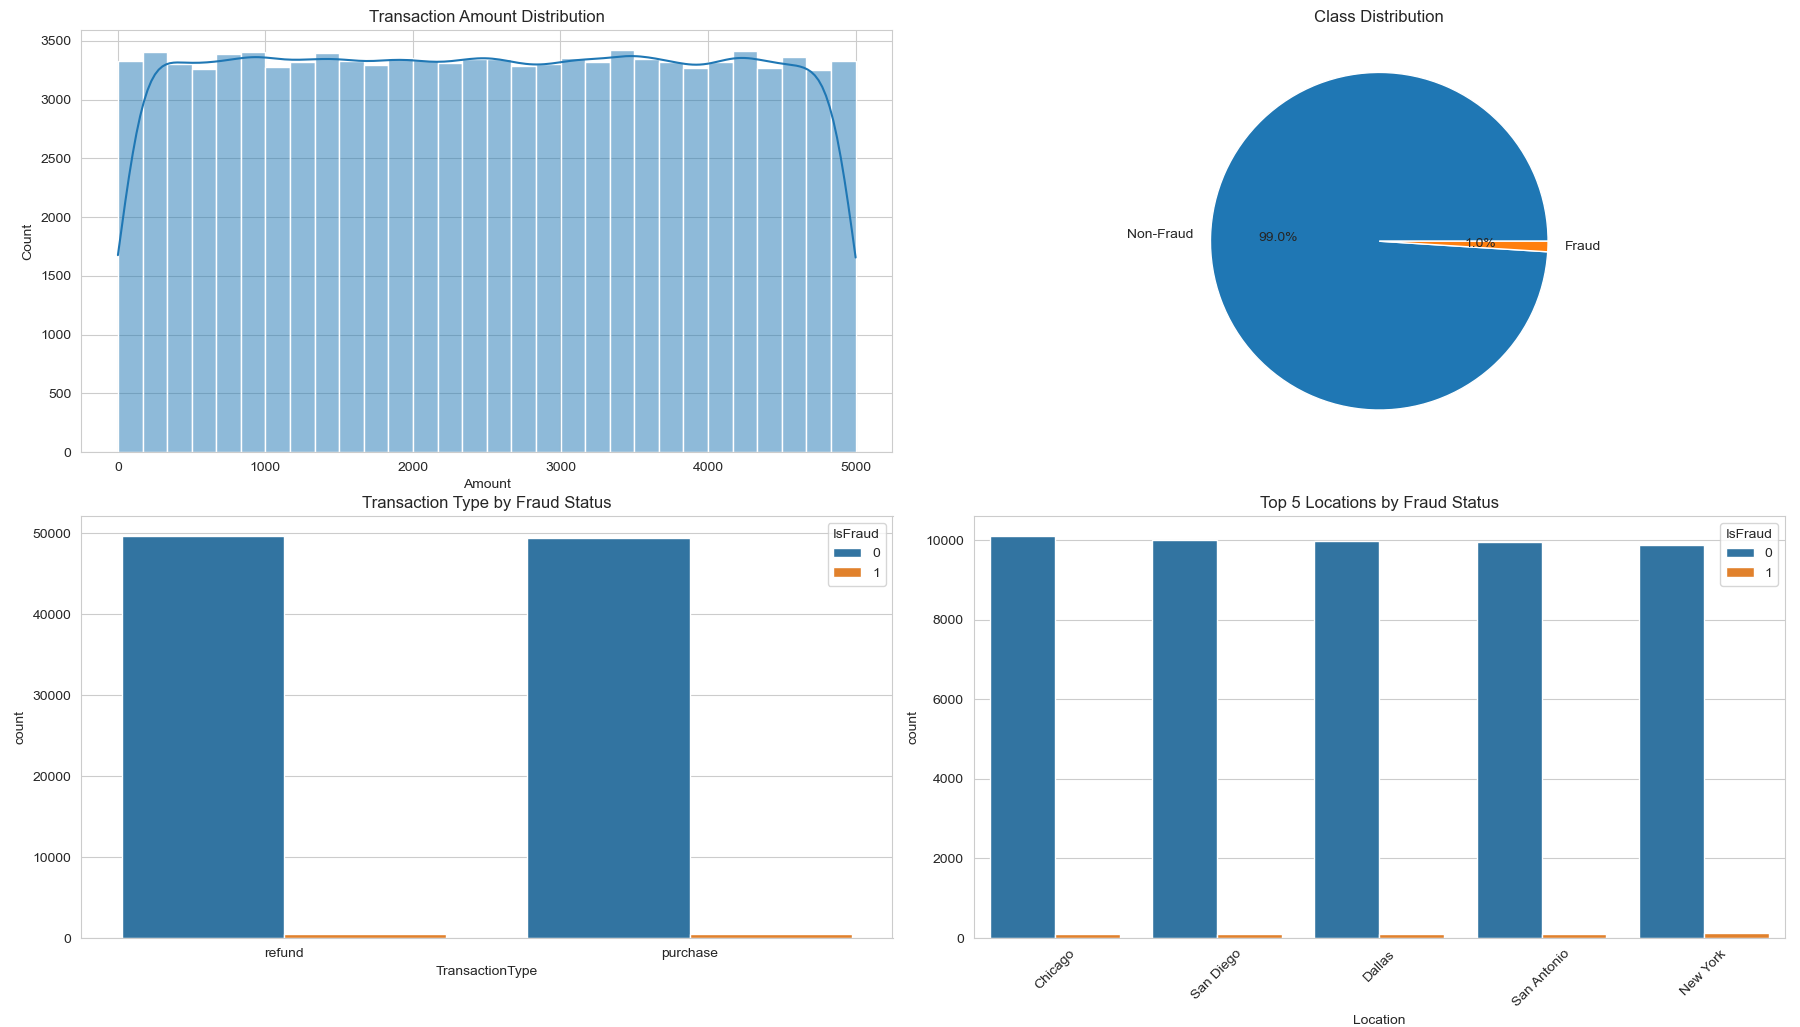 Transaction Amount Distribution
3500
3000
2500
2000
1500
1000
500
0
Count
0 1000 2000 3000 4000 5000
Amount
Class Distribution
Non-Fraud
99.0%
1.0%
Fraud
Transaction Type by Fraud Status
50000
40000
30000
20000
10000
0
count
IsFraud
0
1
refund purchase
TransactionType
Top 5 Locations by Fraud Status
10000
8000
6000
4000
2000
0
count
IsFraud
0
1
Chicago
San Diego
Dallas
San Antonio
New York
Location